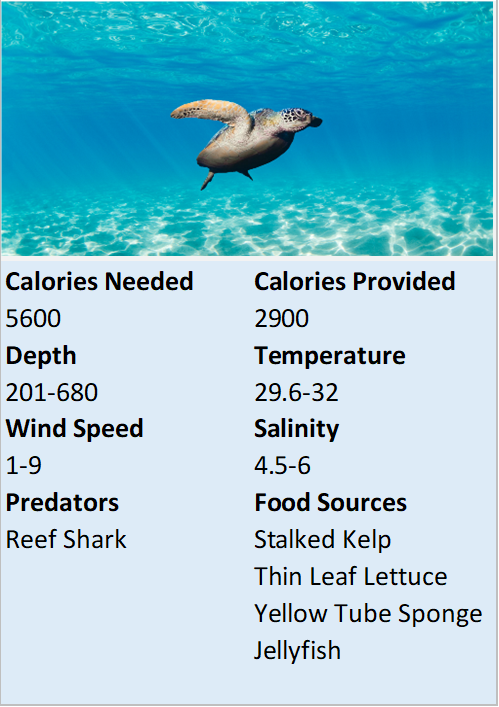 Calories Needed
Calories Provided
5600
2900
Depth
Temperature
201-680
29.6-32
Wind Speed
Salinity
1-9
4.5-6
Predators
Food Sources
Reef Shark
Stalked Kelp
Thin Leaf Lettuce
Yellow Tube Sponge
Jellyfish